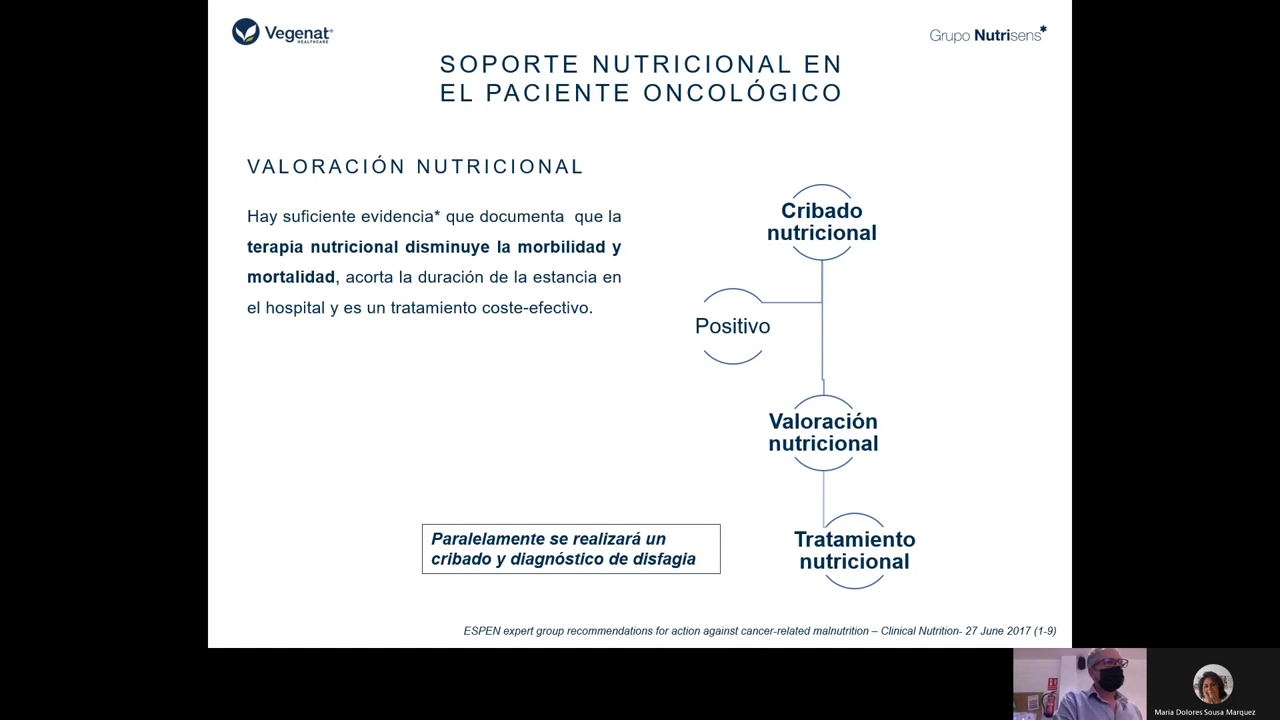 Vegenat®
HEALTHCARE
Grupo Nutrisens*
SOPORTE NUTRICIONAL EN
EL PACIENTE ONCOLÓGICO
VALORACIÓN NUTRICIONAL
Hay suficiente evidencia* que documenta que la
terapia nutricional disminuye la morbilidad y
mortalidad, acorta la duración de la estancia en
el hospital y es un tratamiento coste-efectivo.
Cribado
nutricional
Positivo
Valoración
nutricional
Tratamiento
nutricional
Paralelamente se realizará un
cribado y diagnóstico de disfagia
ESPEN expert group recommendations for action against cancer-related malnutrition – Clinical Nutrition- 27 June 2017 (1-9)
Maria Dolores Sousa Marquez